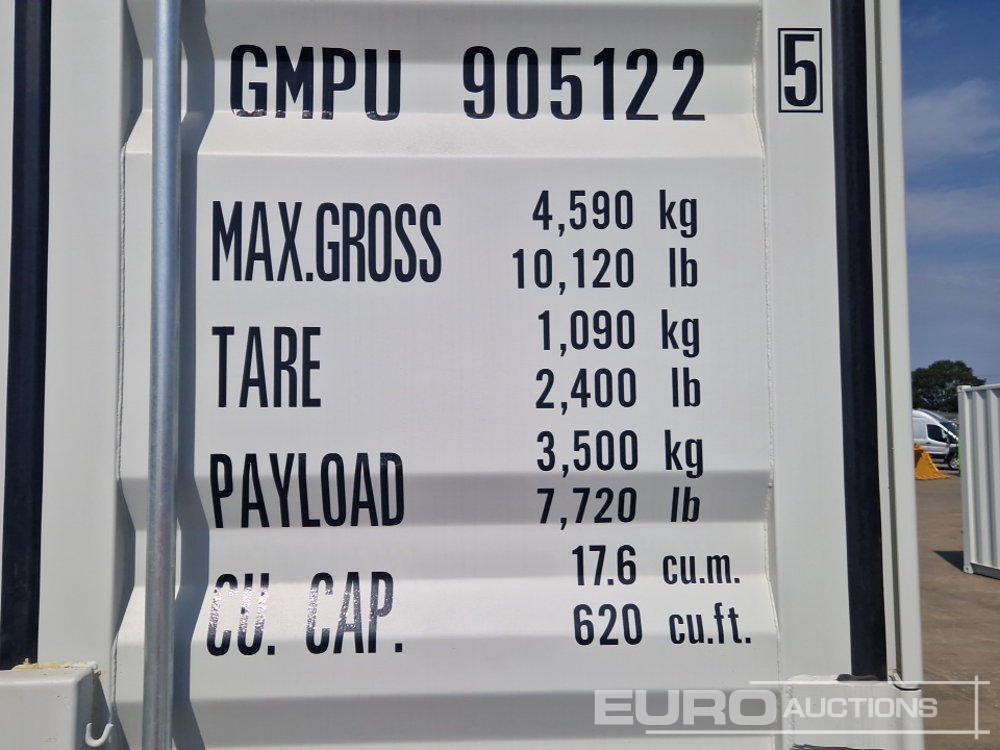 GMPU 905122 5
MAX.GROSS 4,590 kg
10,120 lb
TARE 1,090 kg
2,400 lb
PAYLOAD 3,500 kg
7,720 lb
CU. CAP. 17.6 cu.m.
620 cu.ft.
EURO AUCTIONS